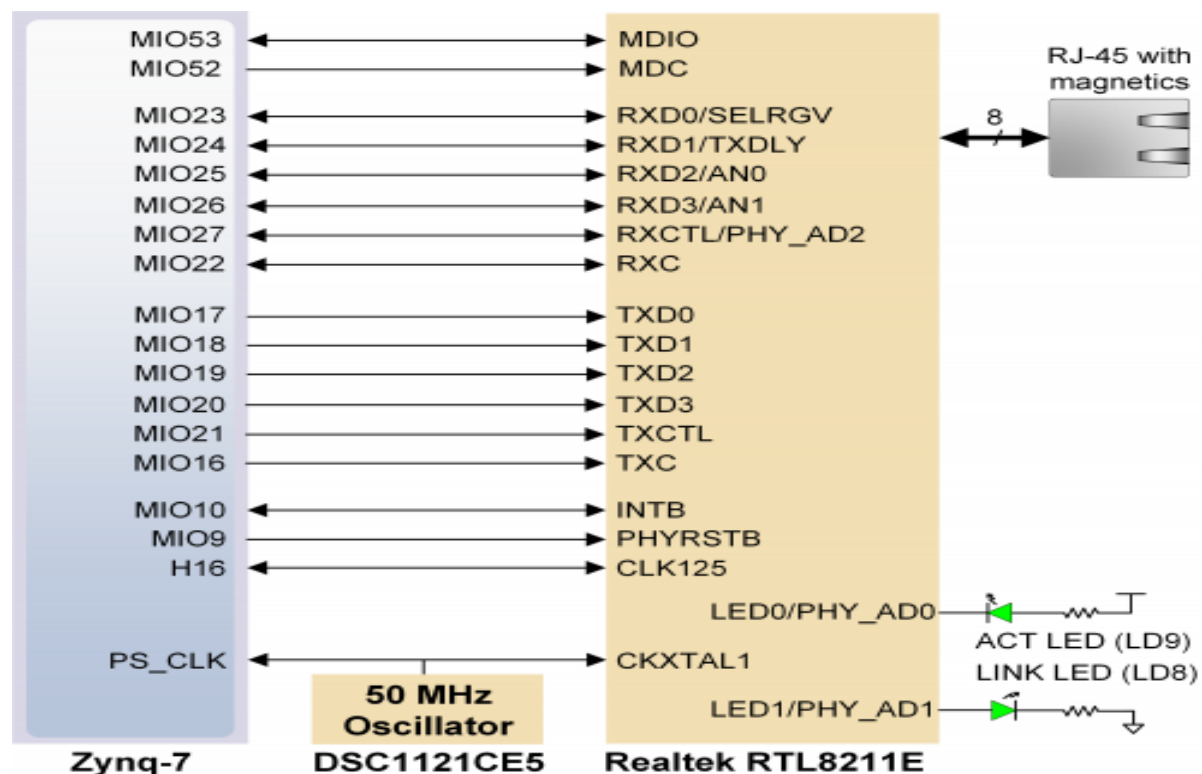 MIO53 MDIO
MIO52 MDC
RJ-45 with
magnetics
MIO23 RXD0/SELRGV
8
MIO24 RXD1/TXDLY
MIO25 RXD2/AN0
MIO26 RXD3/AN1
MIO27 RXCTL/PHY_AD2
MIO22 RXC
MIO17 TXD0
MIO18 TXD1
MIO19 TXD2
MIO20 TXD3
MIO21 TXCTL
MIO16 TXC
MIO10 INTB
MIO9 PHYRSTB
H16 CLK125
LED0/PHY_AD0
ACT LED (LD9)
PS_CLK CKXTAL1
LINK LED (LD8)
50 MHz
Oscillator
LED1/PHY_AD1
Zynq-7 DSC1121CE5 Realtek RTL8211E